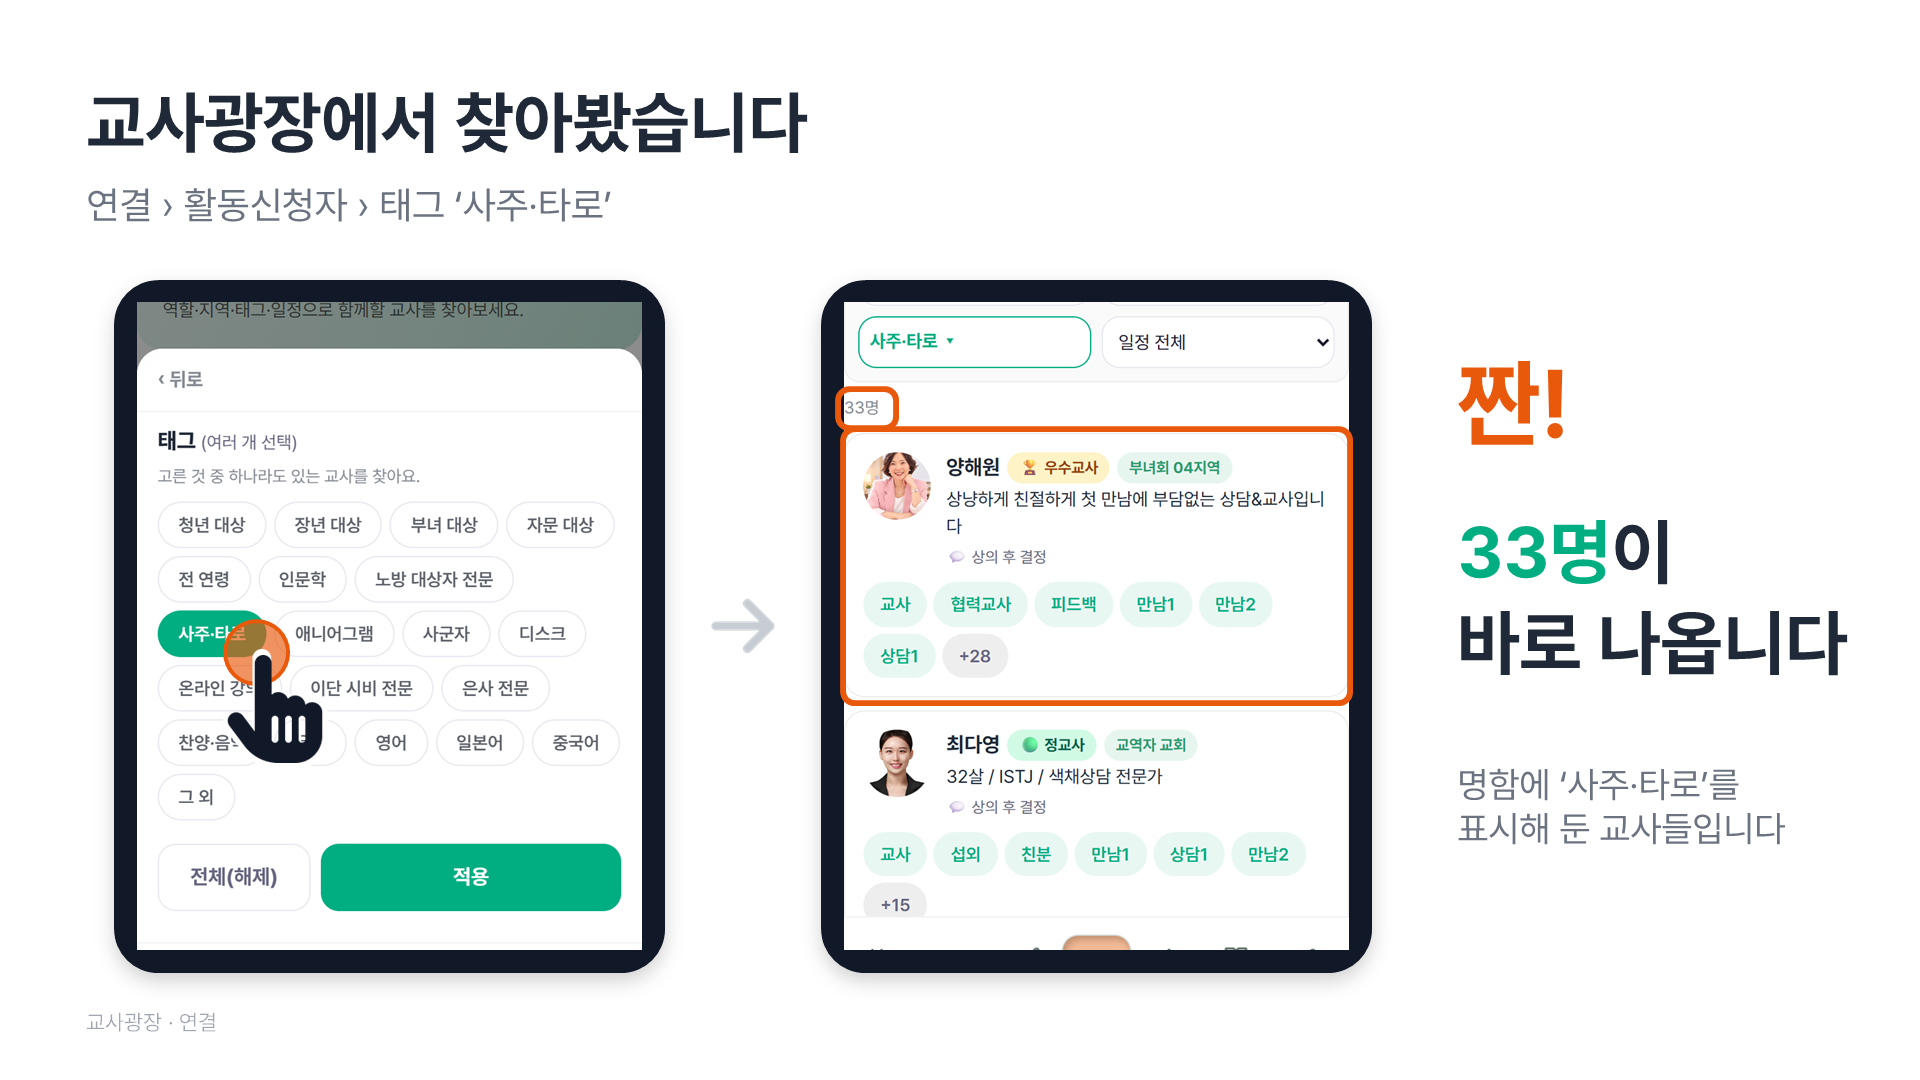 교사광장에서 찾아봤습니다
연결 › 활동신청자 › 태그 ‘사주·타로’
역할·지역·태그·일정으로 함께할 교사를 찾아보세요.
‹ 뒤로
태그 (여러 개 선택)
고른 것 중 하나라도 있는 교사를 찾아요.
청년 대상 장년 대상 부녀 대상 자문 대상
전 연령 인문학 노방 대상자 전문
사주·타로 애니어그램 사군자 디스크
온라인 이단 시비 전문 은사 전문
영어 일본어 중국어
그 외
전체(해제) 적용
사주·타로 일정 전체
33명
양해원 우수교사 부녀회 04지역
상냥하게 친절하게 첫 만남에 부담없는 상담&교사입니
다
상의 후 결정
교사 협력교사 피드백 만남1 만남2
상담1 +28
최다영 정교사 교역자 교회
32살 / ISTJ / 색채상담 전문가
상의 후 결정
교사 섭외 친분 만남1 상담1 만남2
+15
짠!
33명이
바로 나옵니다
명함에 ‘사주·타로’를
표시해 둔 교사들입니다
교사광장 · 연결